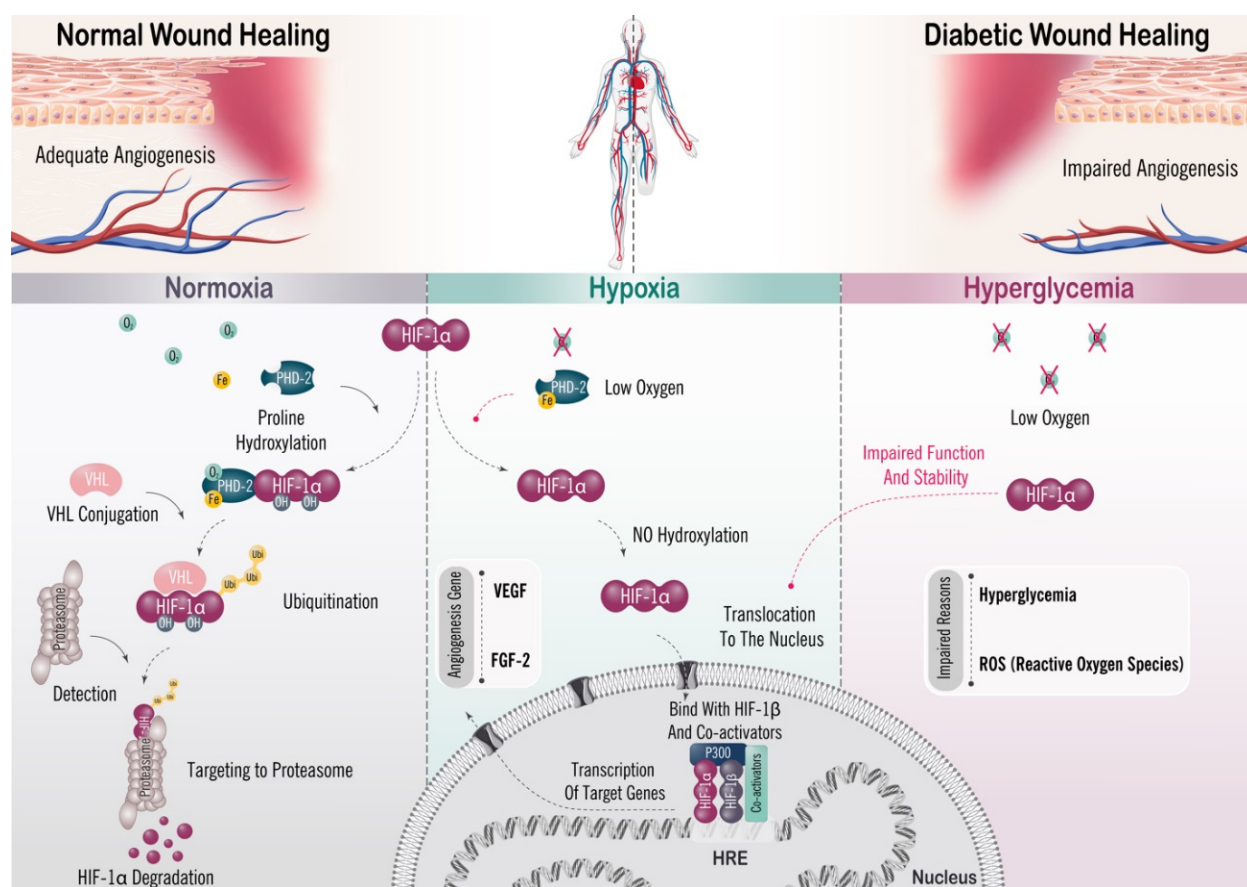 Normal Wound Healing
Diabetic Wound Healing
Adequate Angiogenesis
Impaired Angiogenesis
Normoxia
Hypoxia
Hyperglycemia
O₂
O₂
O₂
Fe
PHD-2
Proline
Hydroxylation
HIF-1α
O₂
PHD-2
Fe
HIF-1α
OH
OH
VHL
VHL Conjugation
VHL
HIF-1α
OH
OH
Ubi
Ubi
Ubi
Ubiquitination
Proteasome
Detection
Ubi
Ubi
Ubi
HIF-
Proteasome
Targeting to Proteasome
HIF-1α Degradation
PHD-2
Fe
Low Oxygen
HIF-1α
NO Hydroxylation
HIF-1α
Angiogenesis Gene
VEGF
FGF-2
Translocation
To The Nucleus
Bind With HIF-1β
And Co-activators
P300
HIF-1α
HIF-1β
Co-activators
Transcription
Of Target Genes
HRE
Nucleus
Low Oxygen
Impaired Function
And Stability
HIF-1α
Impaired Reasons
Hyperglycemia
ROS (Reactive Oxygen Species)